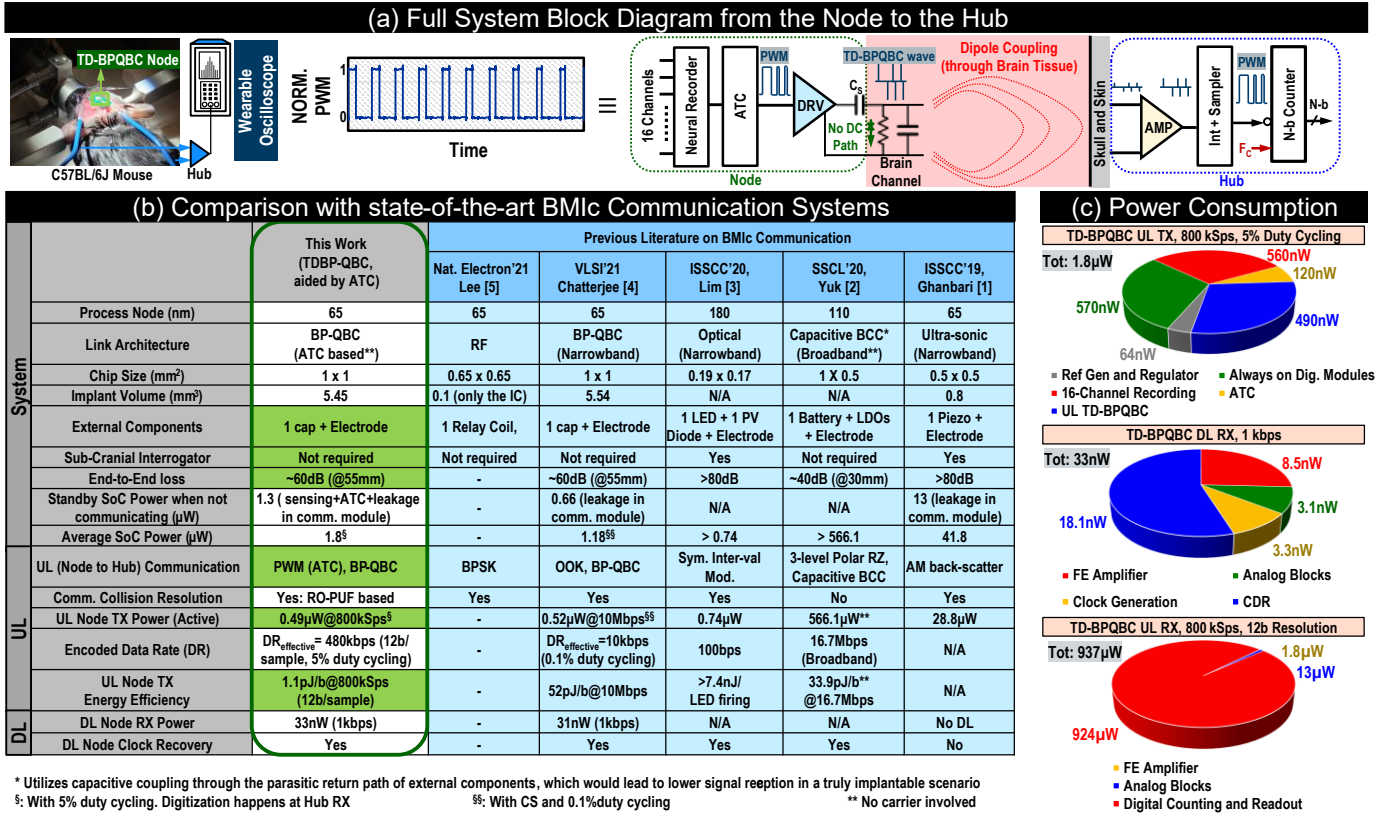 (a) Full System Block Diagram from the Node to the Hub
TD-BPQBC Node
C57BL/6J Mouse
Hub
Wearable
Oscilloscope
NORM.
PWM
1
0
Time
≡
16 Channels
Neural Recorder
ATC
PWM
DRV
TD-BPQBC wave
CS
No DC
Path
Brain
Channel
Node
Dipole Coupling
(through Brain Tissue)
Skull and Skin
AMP
Int + Sampler
PWM
FC
N-b Counter
N-b
Hub
(b) Comparison with state-of-the-art BMIc Communication Systems
This Work
(TDBP-QBC,
aided by ATC)
Previous Literature on BMIc Communication
Nat. Electron'21
Lee [5]
VLSI'21
Chatterjee [4]
ISSCC'20,
Lim [3]
SSCL'20,
Yuk [2]
ISSCC'19,
Ghanbari [1]
System
Process Node (nm) 65 65 65 180 110 65
Link Architecture
BP-QBC
(ATC based**)
RF
BP-QBC
(Narrowband)
Optical
(Narrowband)
Capacitive BCC*
(Broadband**)
Ultra-sonic
(Narrowband)
Chip Size (mm²) 1 x 1 0.65 x 0.65 1 x 1 0.19 x 0.17 1 X 0.5 0.5 x 0.5
Implant Volume (mm³) 5.45 0.1 (only the IC) 5.54 N/A N/A 0.8
External Components
1 cap + Electrode
1 Relay Coil,
1 cap + Electrode
1 LED + 1 PV
Diode + Electrode
1 Battery + LDOs
+ Electrode
1 Piezo +
Electrode
Sub-Cranial Interrogator Not required Not required Not required Yes Not required Yes
End-to-End loss ~60dB (@55mm) - ~60dB (@55mm) >80dB ~40dB (@30mm) >80dB
Standby SoC Power when not
communicating (μW)
1.3 ( sensing+ATC+leakage
in comm. module)
-
0.66 (leakage in
comm. module)
N/A
N/A
13 (leakage in
comm. module)
Average SoC Power (μW) 1.8§ - 1.18§§ > 0.74 > 566.1 41.8
UL
UL (Node to Hub) Communication
PWM (ATC), BP-QBC
BPSK
OOK, BP-QBC
Sym. Inter-val
Mod.
3-level Polar RZ,
Capacitive BCC
AM back-scatter
Comm. Collision Resolution Yes: RO-PUF based Yes Yes Yes No Yes
UL Node TX Power (Active) 0.49μW@800kSps§ - 0.52μW@10Mbps§§ 0.74μW 566.1μW** 28.8μW
Encoded Data Rate (DR)
DReffective= 480kbps (12b/
sample, 5% duty cycling)
-
DReffective=10kbps
(0.1% duty cycling)
100bps
16.7Mbps
(Broadband)
N/A
UL Node TX
Energy Efficiency
1.1pJ/b@800kSps
(12b/sample)
-
52pJ/b@10Mbps
>7.4nJ/
LED firing
33.9pJ/b**
@16.7Mbps
N/A
DL
DL Node RX Power 33nW (1kbps) - 31nW (1kbps) N/A N/A No DL
DL Node Clock Recovery Yes - Yes Yes Yes No
* Utilizes capacitive coupling through the parasitic return path of external components, which would lead to lower signal reeption in a truly implantable scenario
§: With 5% duty cycling. Digitization happens at Hub RX §§: With CS and 0.1%duty cycling ** No carrier involved
(c) Power Consumption
TD-BPQBC UL TX, 800 kSps, 5% Duty Cycling
Tot: 1.8μW
560nW
120nW
570nW
490nW
64nW
Ref Gen and Regulator
Always on Dig. Modules
16-Channel Recording
ATC
UL TD-BPQBC
TD-BPQBC DL RX, 1 kbps
Tot: 33nW
8.5nW
3.1nW
18.1nW
3.3nW
FE Amplifier
Analog Blocks
Clock Generation
CDR
TD-BPQBC UL RX, 800 kSps, 12b Resolution
Tot: 937μW
1.8μW
13μW
924μW
FE Amplifier
Analog Blocks
Digital Counting and Readout